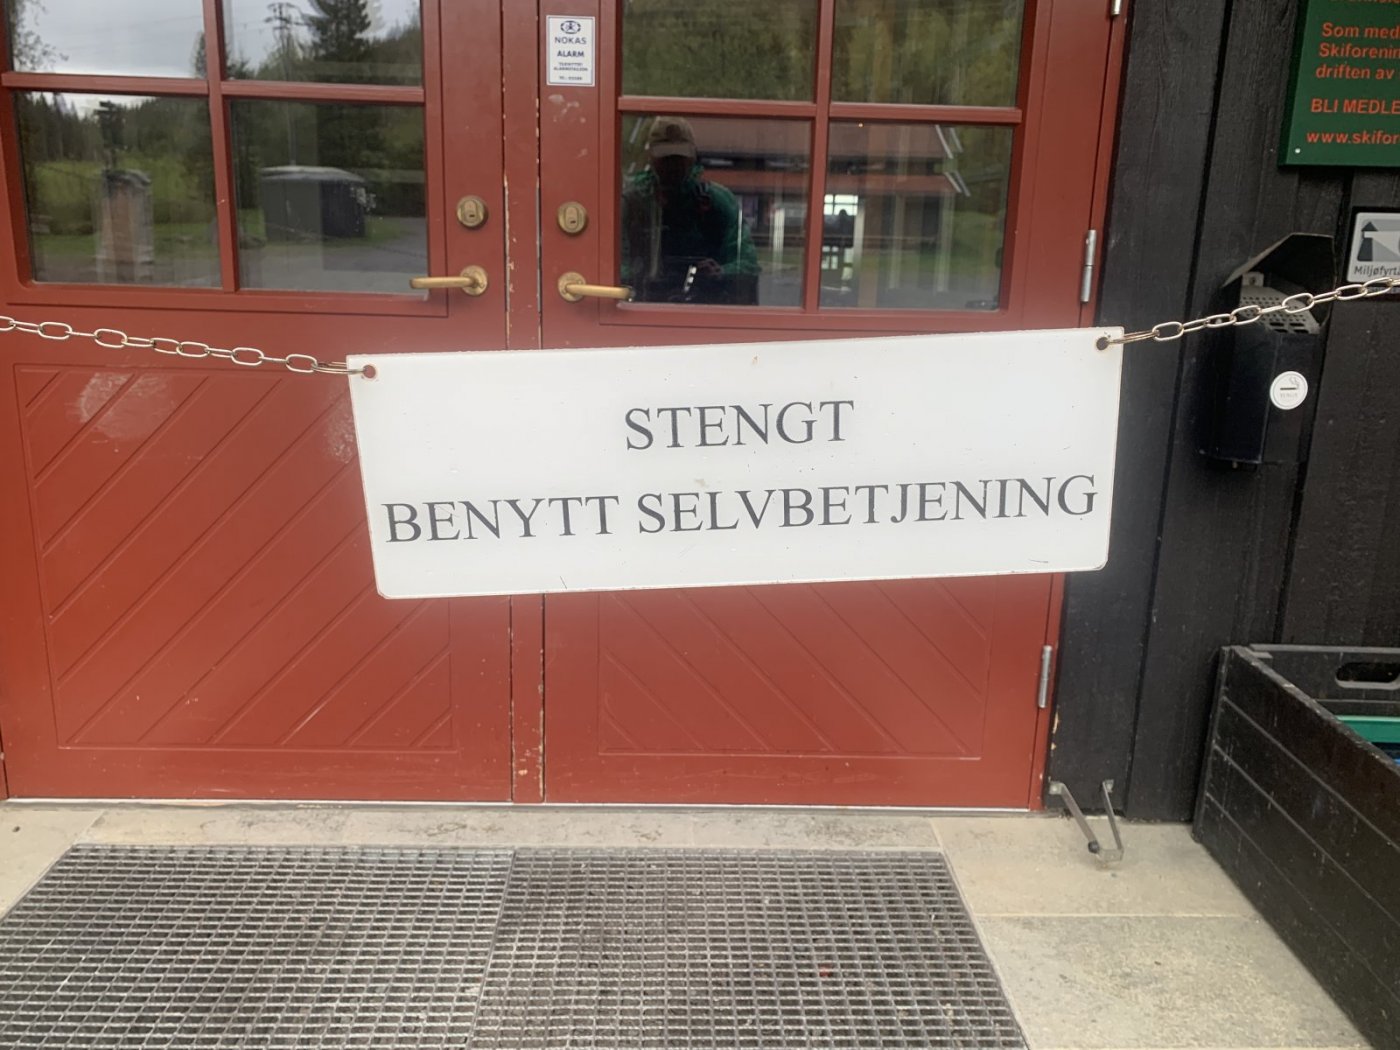 NOKAS
ALARM
Som med
Skiforenin
driften av
BLI MEDLE
www.skifor
Miljøfyrt
STENGT
BENYTT SELVBETJENING